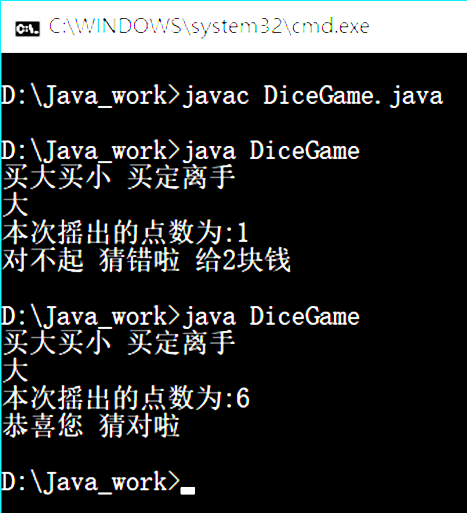 C:\WINDOWS\system32\cmd.exe
D:\Java_work>javac DiceGame.java
D:\Java_work>java DiceGame
买大买小 买定离手
大
本次摇出的点数为:1
对不起 猜错啦 给2块钱
D:\Java_work>java DiceGame
买大买小 买定离手
大
本次摇出的点数为:6
恭喜您 猜对啦
D:\Java_work>